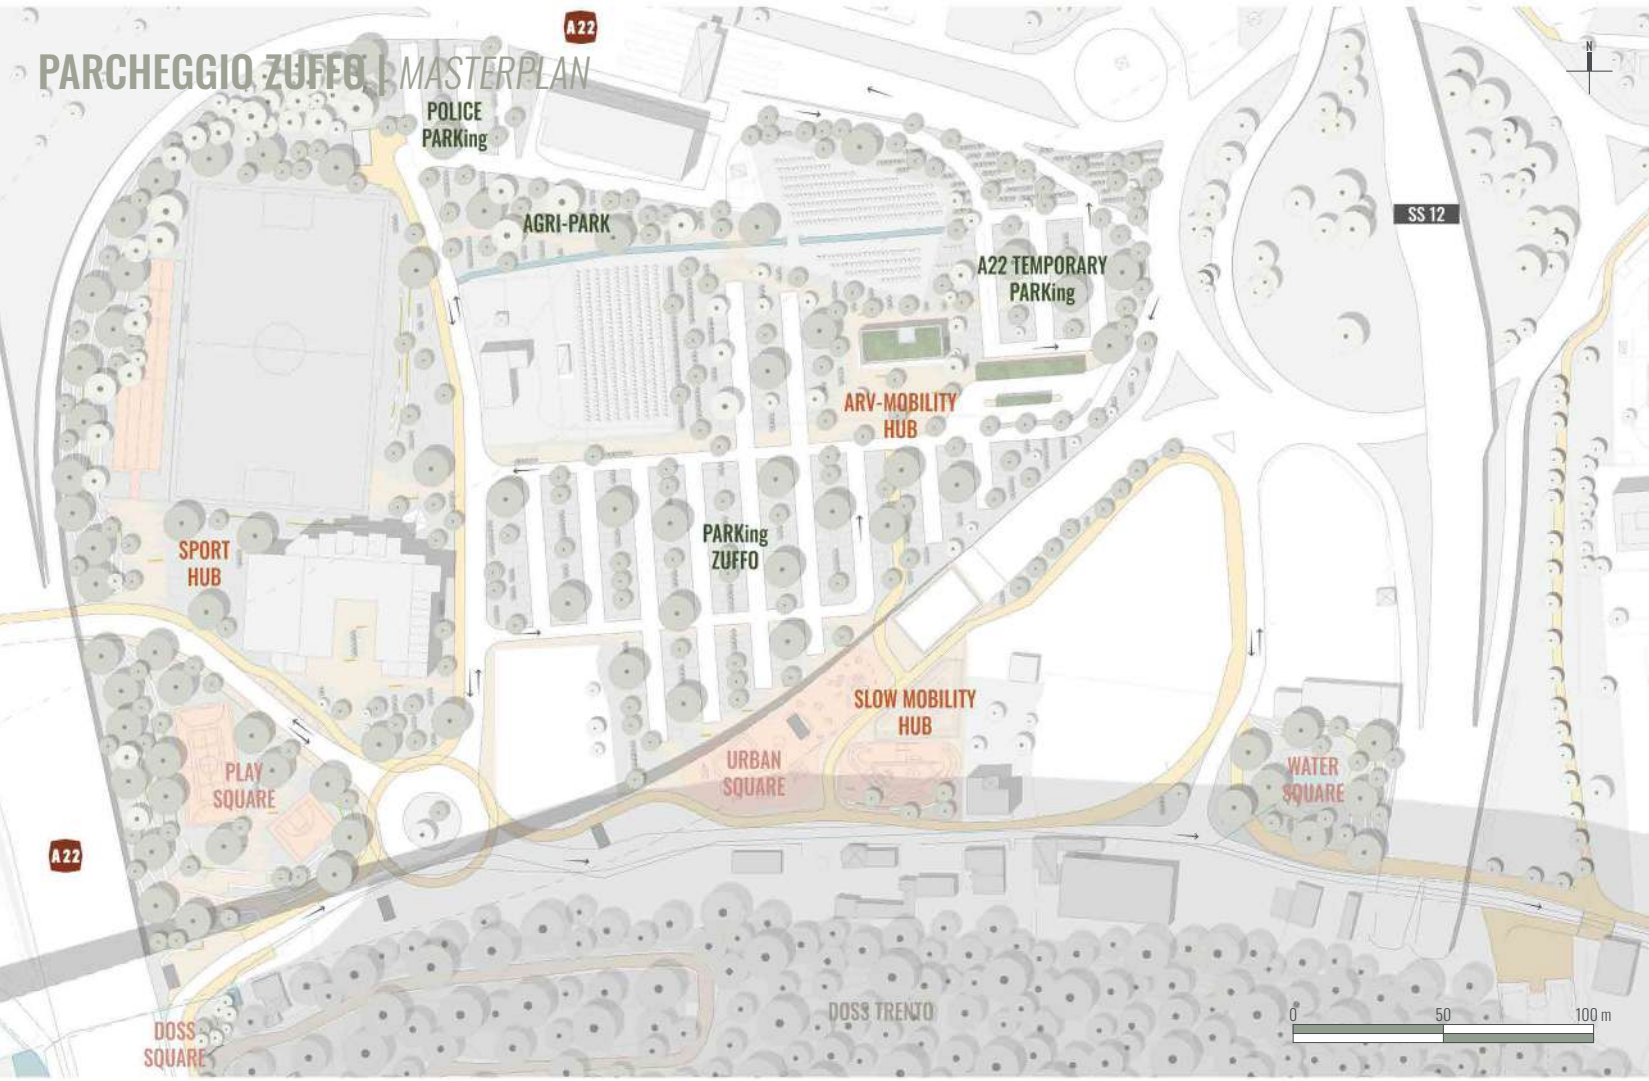 A22
PARCHEGGIO ZUFFO | MASTERPLAN
N
POLICE
PARKing
AGRI-PARK
SS 12
A22 TEMPORARY
PARKing
ARV-MOBILITY
HUB
PARKing
ZUFFO
SPORT
HUB
SLOW MOBILITY
HUB
URBAN
SQUARE
PLAY
SQUARE
WATER
SQUARE
A22
DOSS TRENTO
DOSS
SQUARE
0 50 100 m